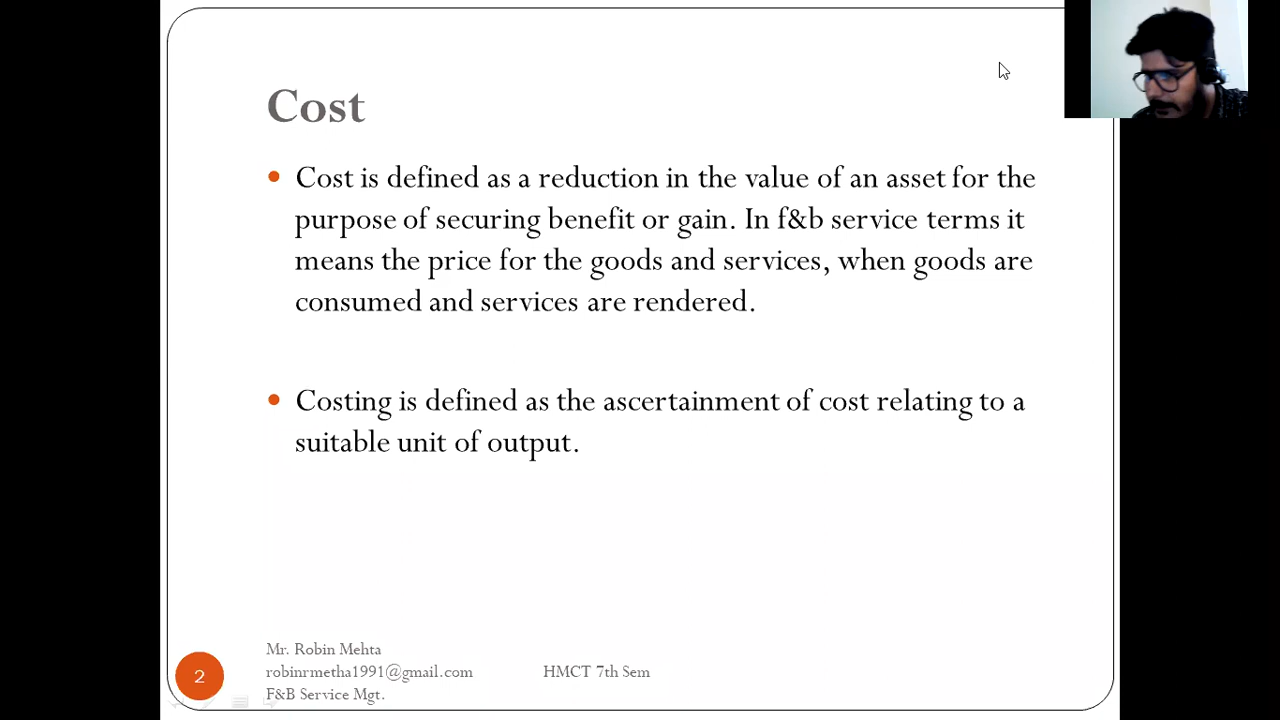 Cost
Cost is defined as a reduction in the value of an asset for the
purpose of securing benefit or gain. In f&b service terms it
means the price for the goods and services, when goods are
consumed and services are rendered.
Costing is defined as the ascertainment of cost relating to a
suitable unit of output.
Mr. Robin Mehta
robinrmetha1991@gmail.com HMCT 7th Sem
F&B Service Mgt.
2